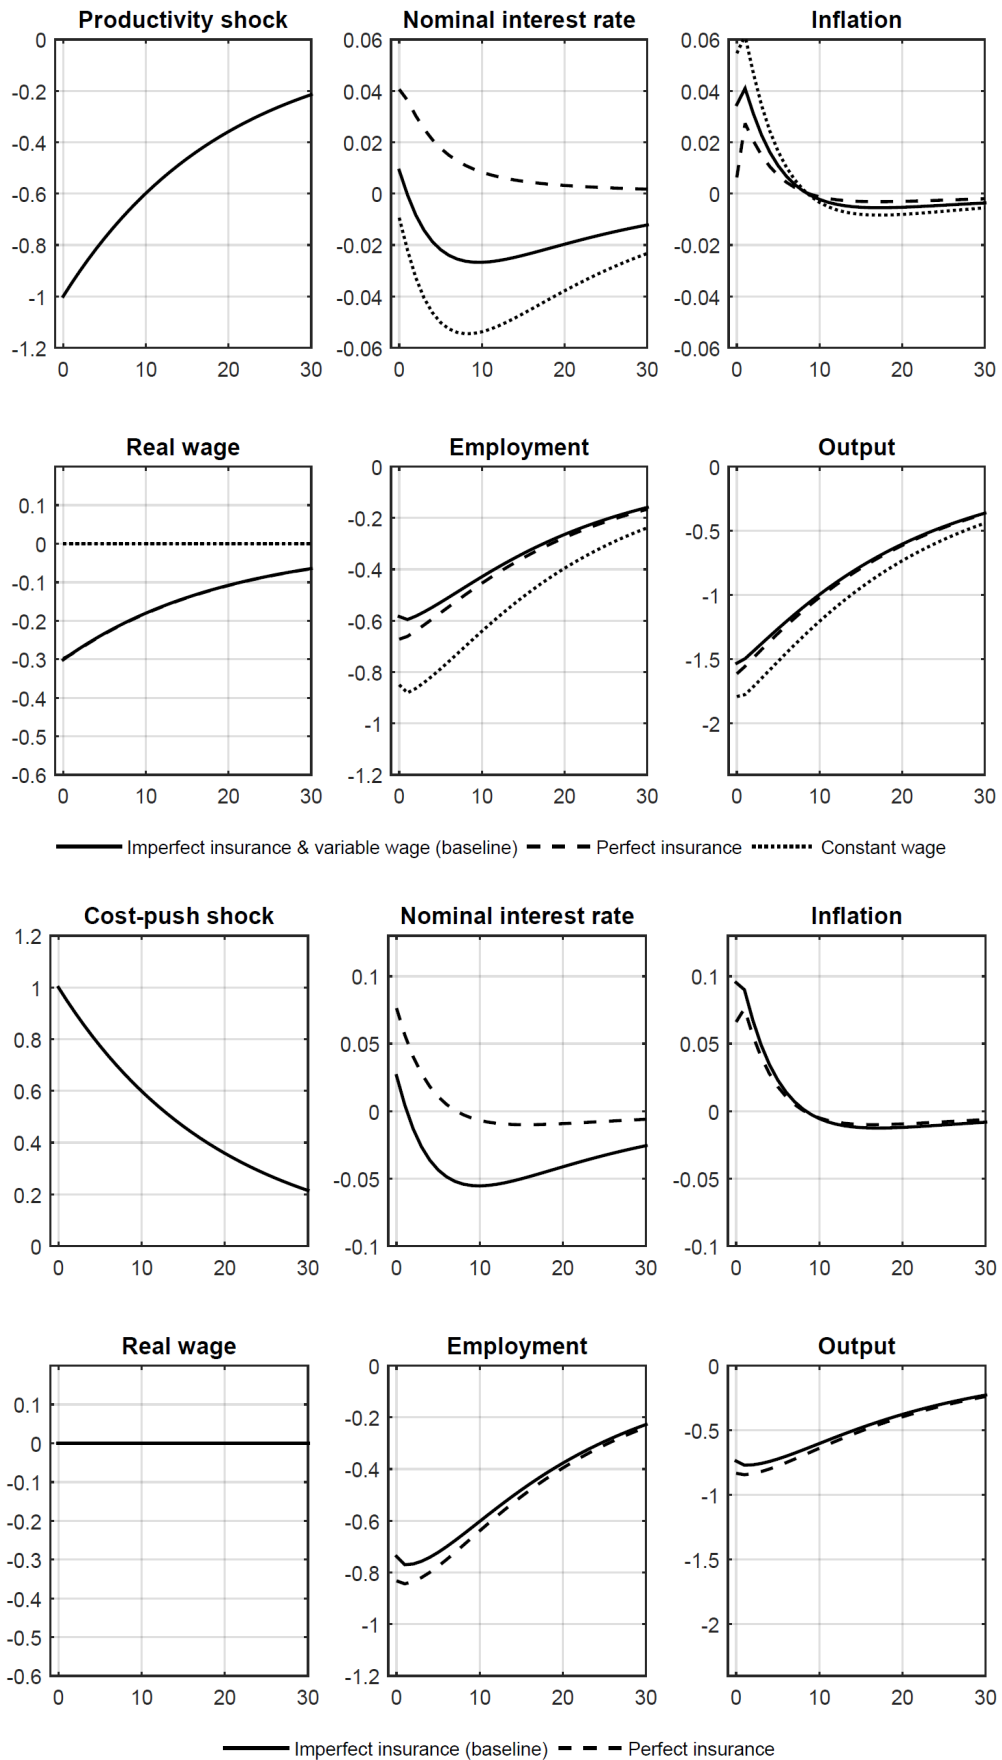 Productivity shock Nominal interest rate Inflation
0 0.06 0.06
-0.2 0.04 0.04
-0.4 0.02 0.02
-0.6 0 0
-0.8 -0.02 -0.02
-1 -0.04 -0.04
-1.2 -0.06 -0.06
0 10 20 30 0 10 20 30 0 10 20 30
Real wage Employment Output
0.1 0 0
0 -0.2 -0.5
-0.1 -0.4 -1
-0.2 -0.6 -1.5
-0.3 -0.8 -2
-0.4 -1
-0.5 -1.2
-0.6
0 10 20 30 0 10 20 30 0 10 20 30
Imperfect insurance & variable wage (baseline) Perfect insurance Constant wage
Cost-push shock Nominal interest rate Inflation
1.2 0.1 0.1
1 0.05 0.05
0.8 0 0
0.6 -0.05 -0.05
0.4 -0.1 -0.1
0.2
0
0 10 20 30 0 10 20 30 0 10 20 30
Real wage Employment Output
0.1 0 0
0 -0.2 -0.5
-0.1 -0.4 -1
-0.2 -0.6 -1.5
-0.3 -0.8 -2
-0.4 -1
-0.5 -1.2
-0.6
0 10 20 30 0 10 20 30 0 10 20 30
Imperfect insurance (baseline) Perfect insurance